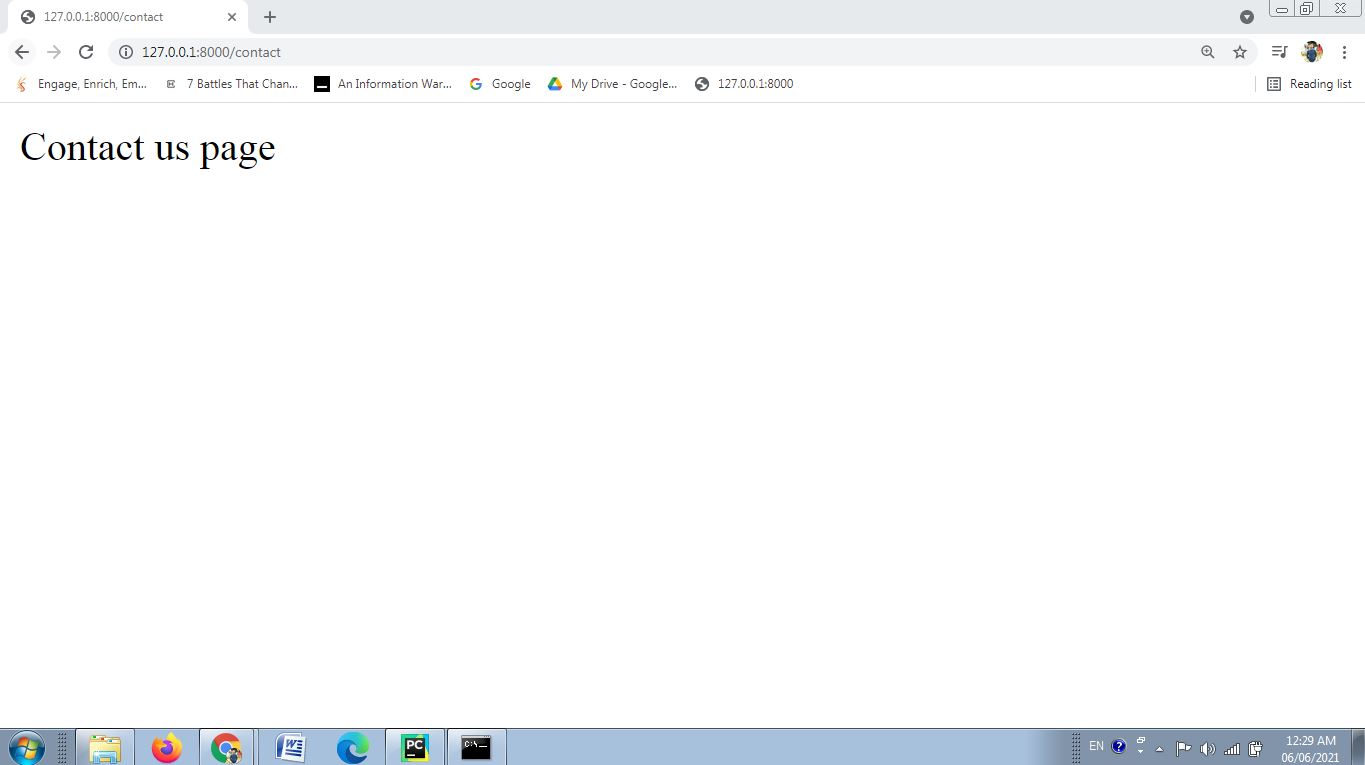 127.0.0.1:8000/contact
127.0.0.1:8000/contact
Engage, Enrich, Em... 7 Battles That Chan... An Information War... Google My Drive - Google... 127.0.0.1:8000 Reading list
Contact us page
PC
C:\
EN 12:29 AM
06/06/2021